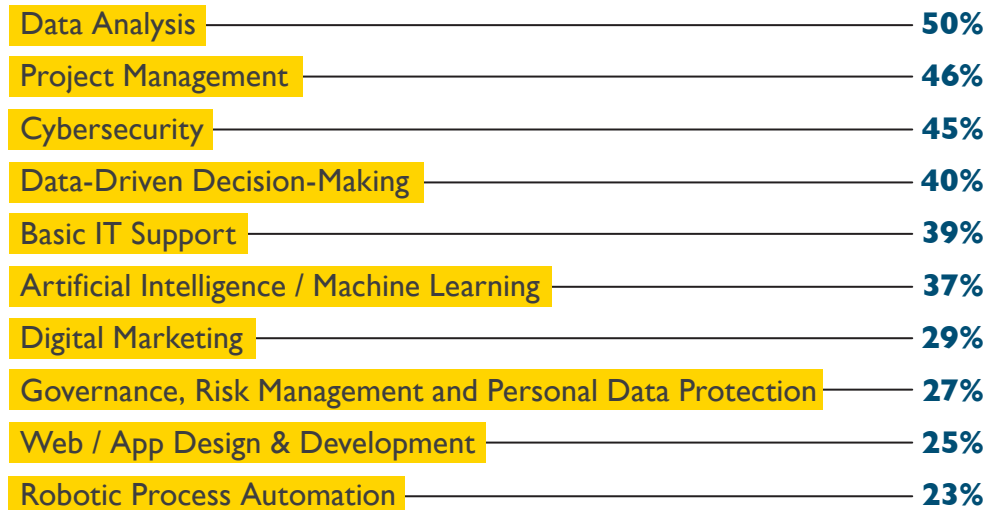 Data Analysis 50%
Project Management 46%
Cybersecurity 45%
Data-Driven Decision-Making 40%
Basic IT Support 39%
Artificial Intelligence / Machine Learning 37%
Digital Marketing 29%
Governance, Risk Management and Personal Data Protection 27%
Web / App Design & Development 25%
Robotic Process Automation 23%